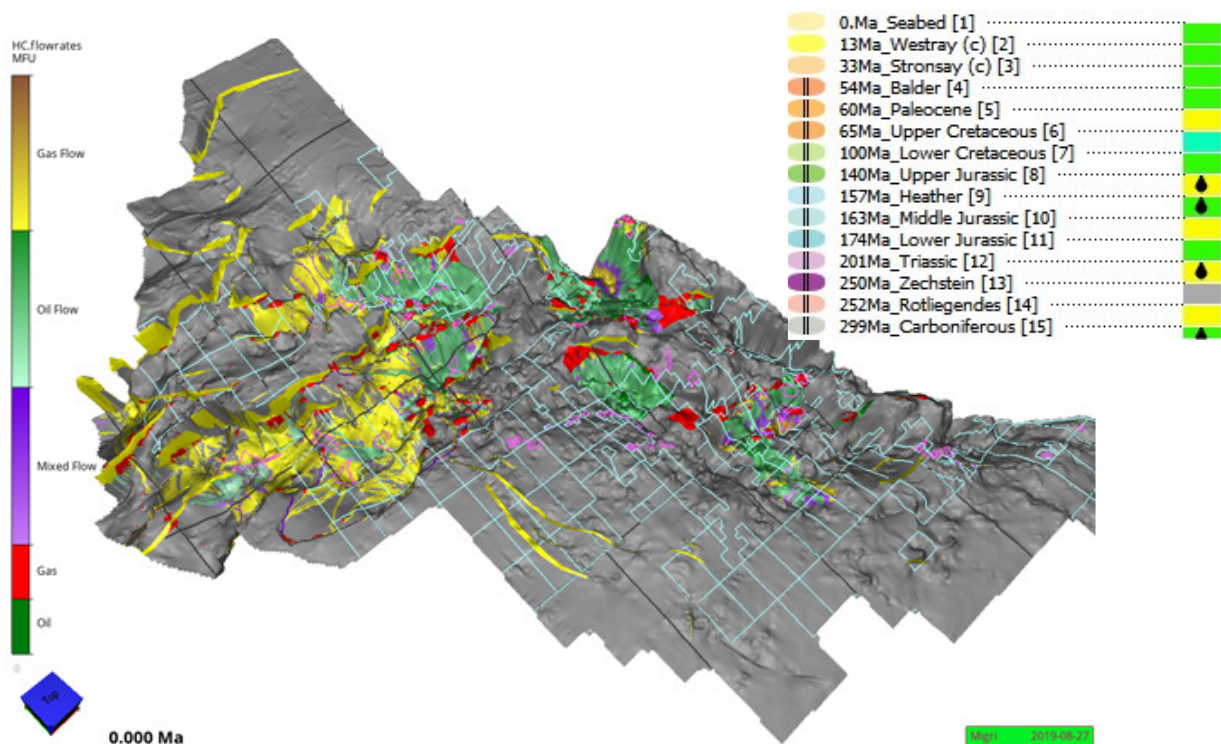 HC.flowrates
MFU
Gas Flow
Oil Flow
Mixed Flow
Gas
Oil
Top
0.000 Ma
0.Ma_Seabed [1]
13Ma_Westray (c) [2]
33Ma_Stronsay (c) [3]
54Ma_Balder [4]
60Ma_Paleocene [5]
65Ma_Upper Cretaceous [6]
100Ma_Lower Cretaceous [7]
140Ma_Upper Jurassic [8]
157Ma_Heather [9]
163Ma_Middle Jurassic [10]
174Ma_Lower Jurassic [11]
201Ma_Triassic [12]
250Ma_Zechstein [13]
252Ma_Rotliegendes [14]
299Ma_Carboniferous [15]
Migri 2019-08-27